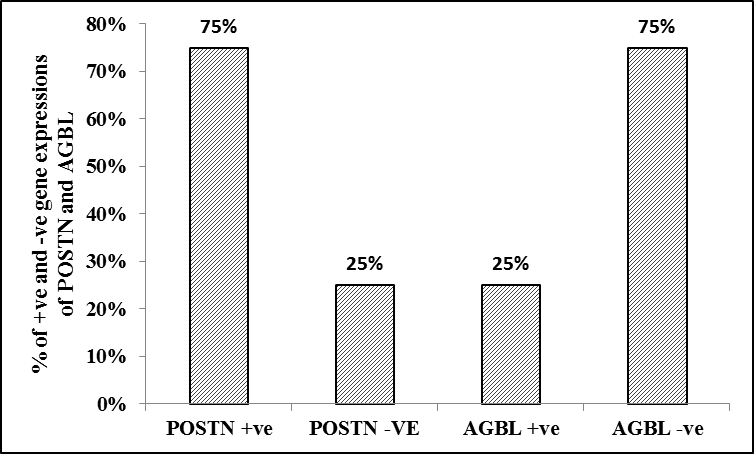 80%
70%
60%
50%
40%
30%
20%
10%
0%
% of +ve and -ve gene expressions
of POSTN and AGBL
75%
25%
25%
75%
POSTN +ve
POSTN -VE
AGBL +ve
AGBL -ve